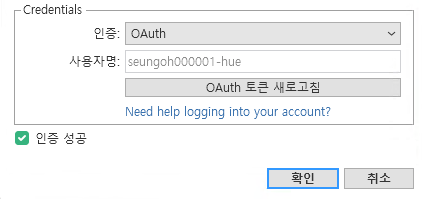 Credentials
인증: OAuth
사용자명: seungoh000001-hue
OAuth 토큰 새로고침
Need help logging into your account?
인증 성공
확인 취소